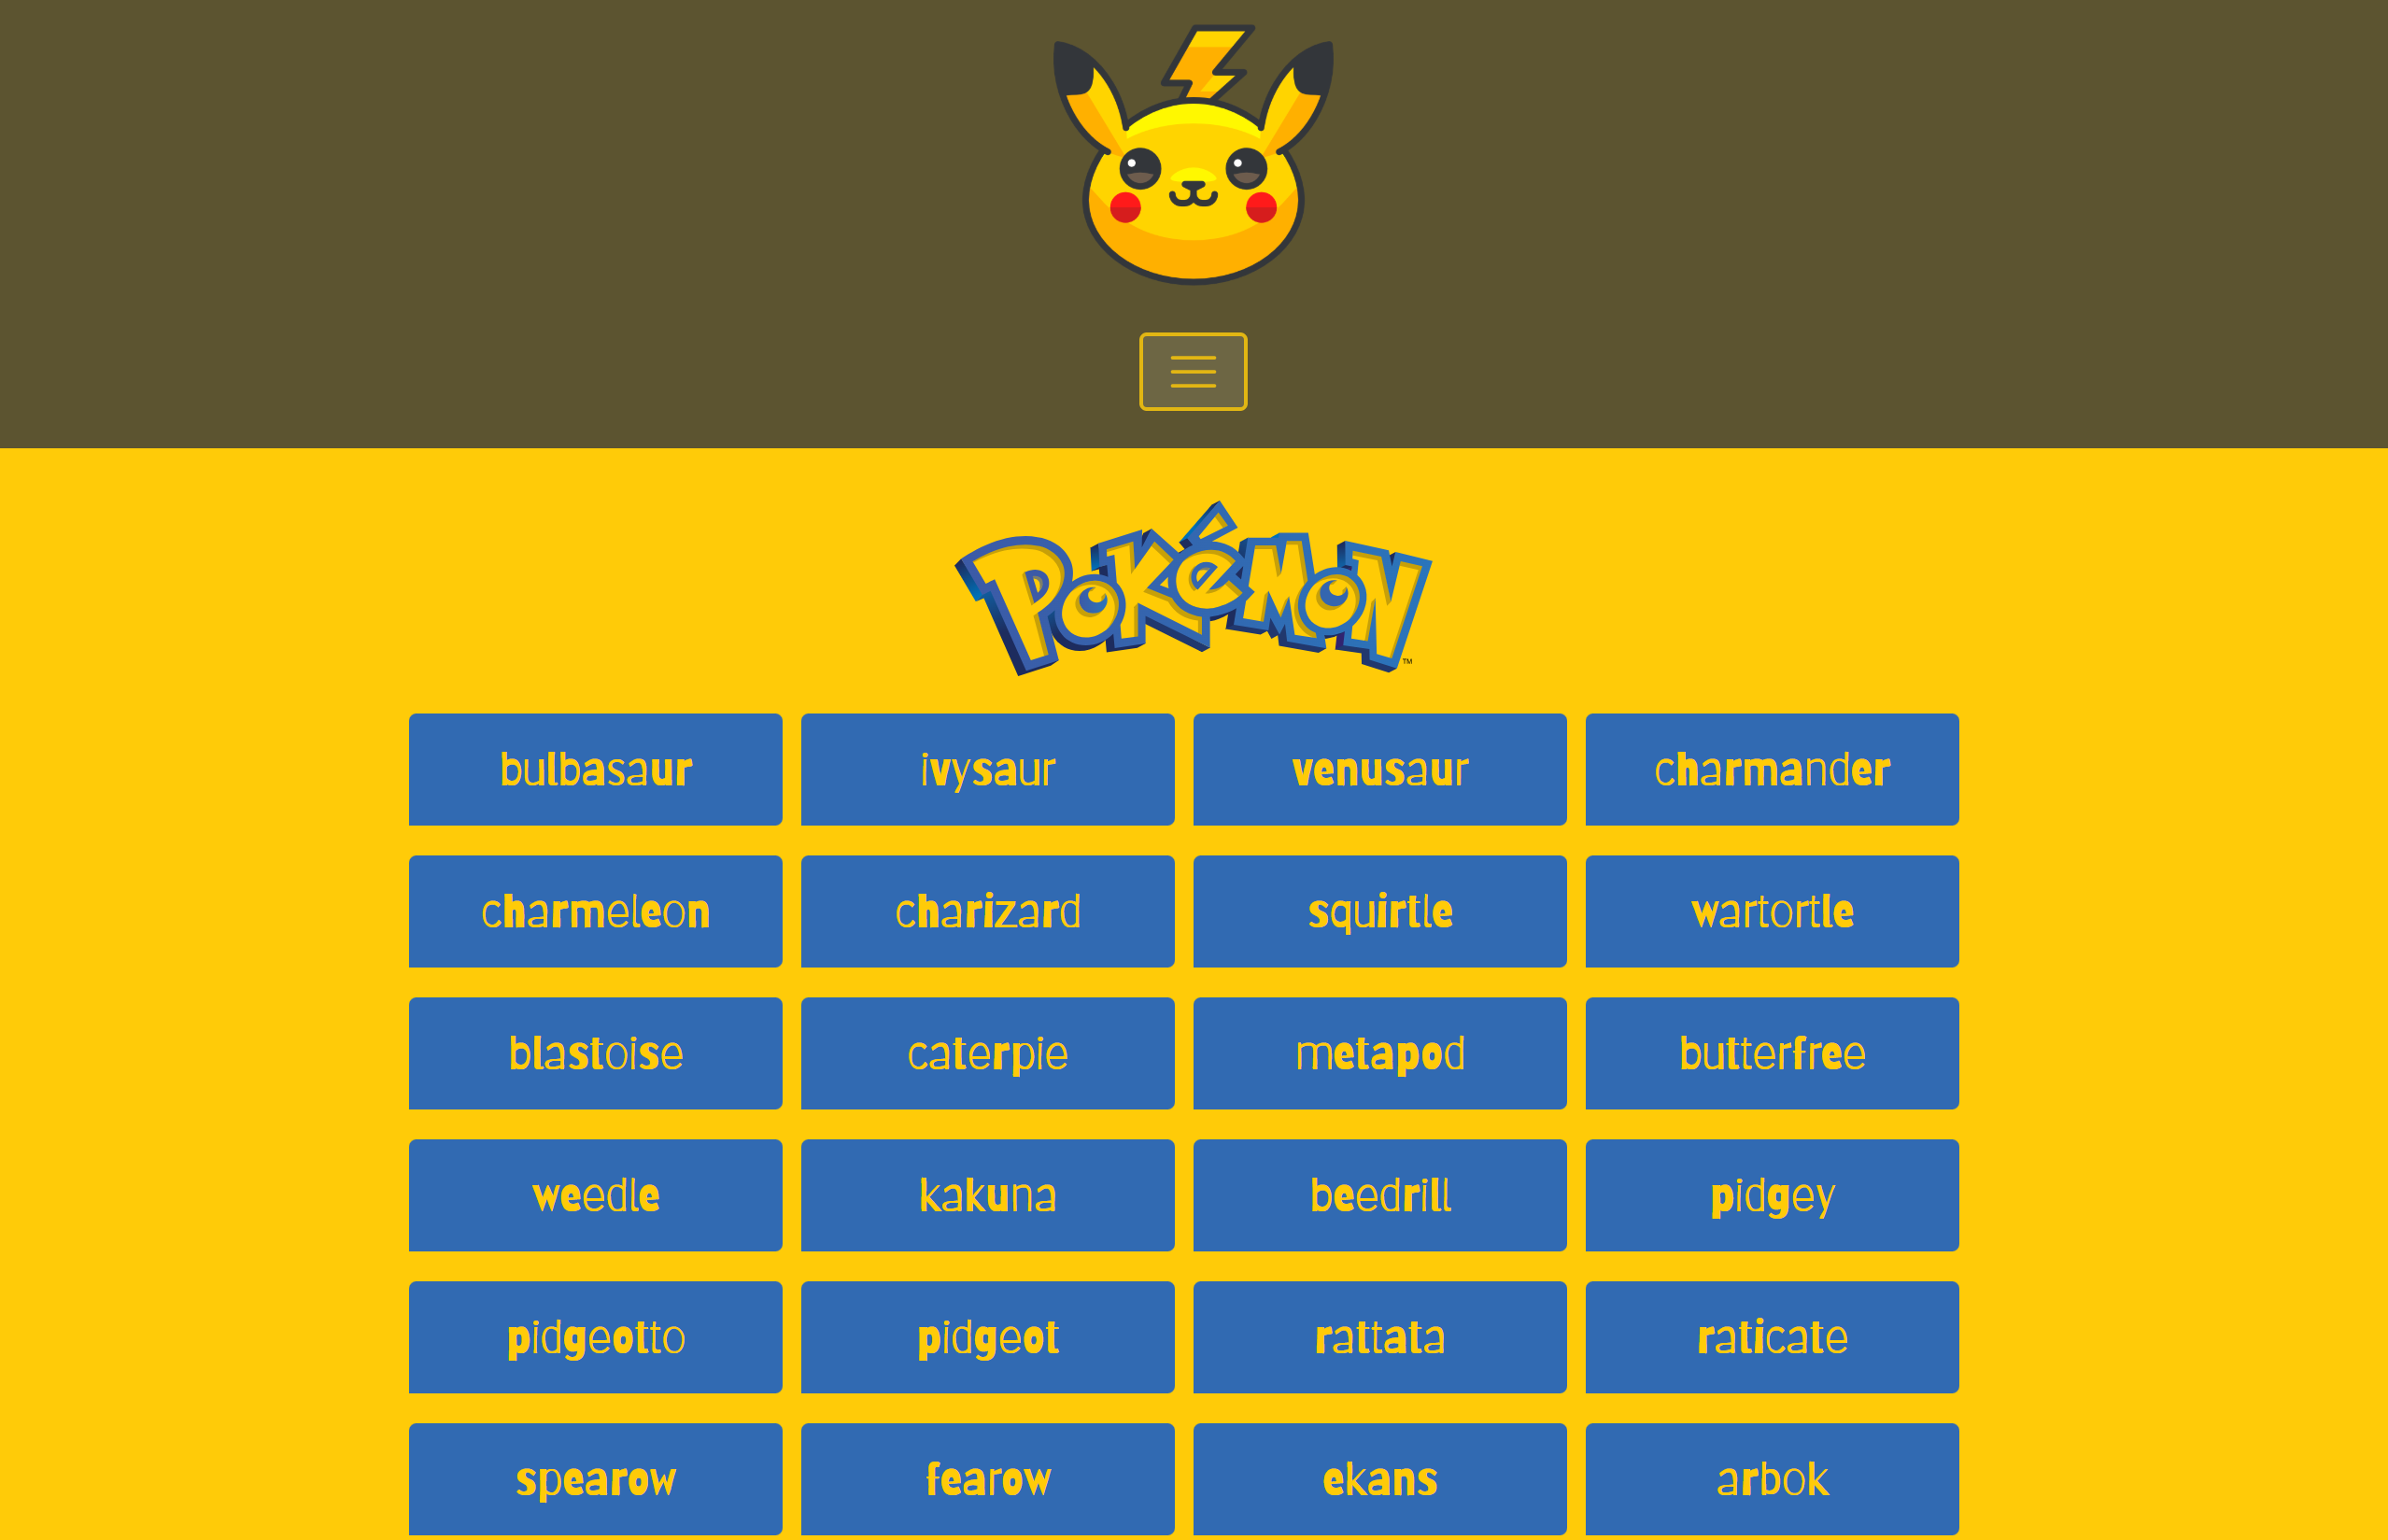 POKéMON™
bulbasaur ivysaur venusaur charmander
charmeleon charizard squirtle wartortle
blastoise caterpie metapod butterfree
weedle kakuna beedrill pidgey
pidgeotto pidgeot rattata raticate
spearow fearow ekans arbok